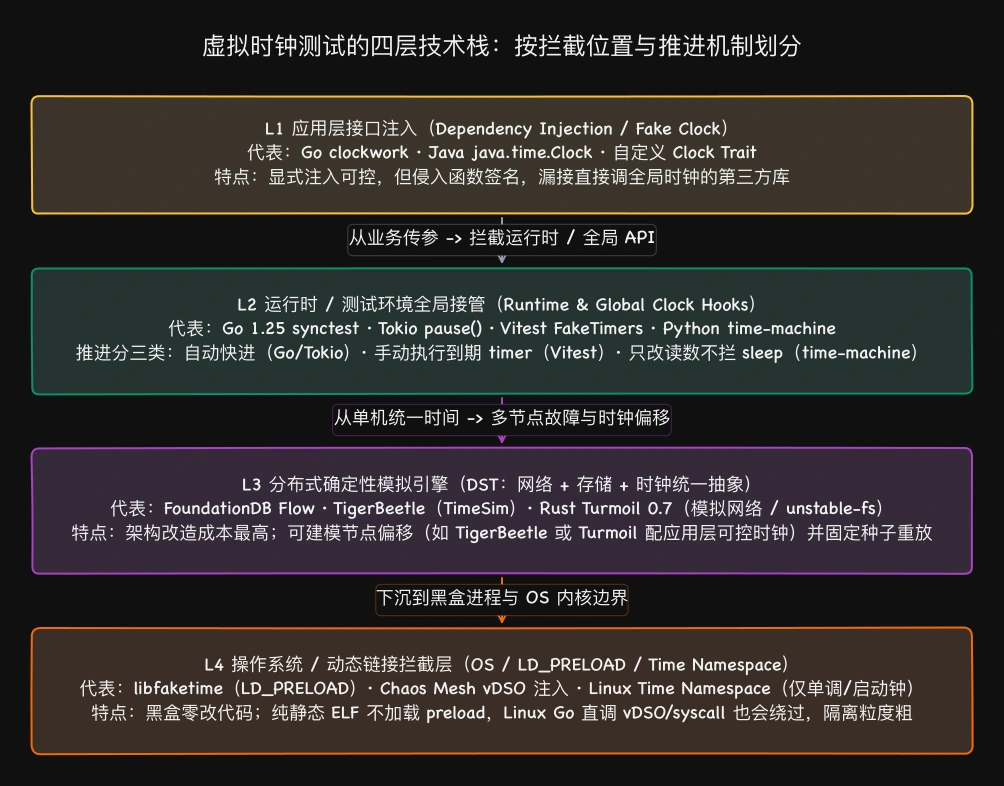 虚拟时钟测试的四层技术栈：按拦截位置与推进机制划分
L1 应用层接口注入（Dependency Injection / Fake Clock）
代表：Go clockwork · Java java.time.Clock · 自定义 Clock Trait
特点：显式注入可控，但侵入函数签名，漏接直接调全局时钟的第三方库
从业务传参 -> 拦截运行时 / 全局 API
L2 运行时 / 测试环境全局接管（Runtime & Global Clock Hooks）
代表：Go 1.25 synctest · Tokio pause() · Vitest FakeTimers · Python time-machine
推进分三类：自动快进（Go/Tokio）· 手动执行到期 timer（Vitest）· 只改读数不拦 sleep（time-machine）
从单机统一时间 -> 多节点故障与时钟偏移
L3 分布式确定性模拟引擎（DST：网络 + 存储 + 时钟统一抽象）
代表：FoundationDB Flow · TigerBeetle（TimeSim）· Rust Turmoil 0.7（模拟网络 / unstable-fs）
特点：架构改造成本最高；可建模节点偏移（如 TigerBeetle 或 Turmoil 配应用层可控时钟）并固定种子重放
下沉到黑盒进程与 OS 内核边界
L4 操作系统 / 动态链接拦截层（OS / LD_PRELOAD / Time Namespace）
代表：libfaketime（LD_PRELOAD）· Chaos Mesh vDSO 注入 · Linux Time Namespace（仅单调/启动钟）
特点：黑盒零改代码；纯静态 ELF 不加载 preload，Linux Go 直调 vDSO/syscall 也会绕过，隔离粒度粗